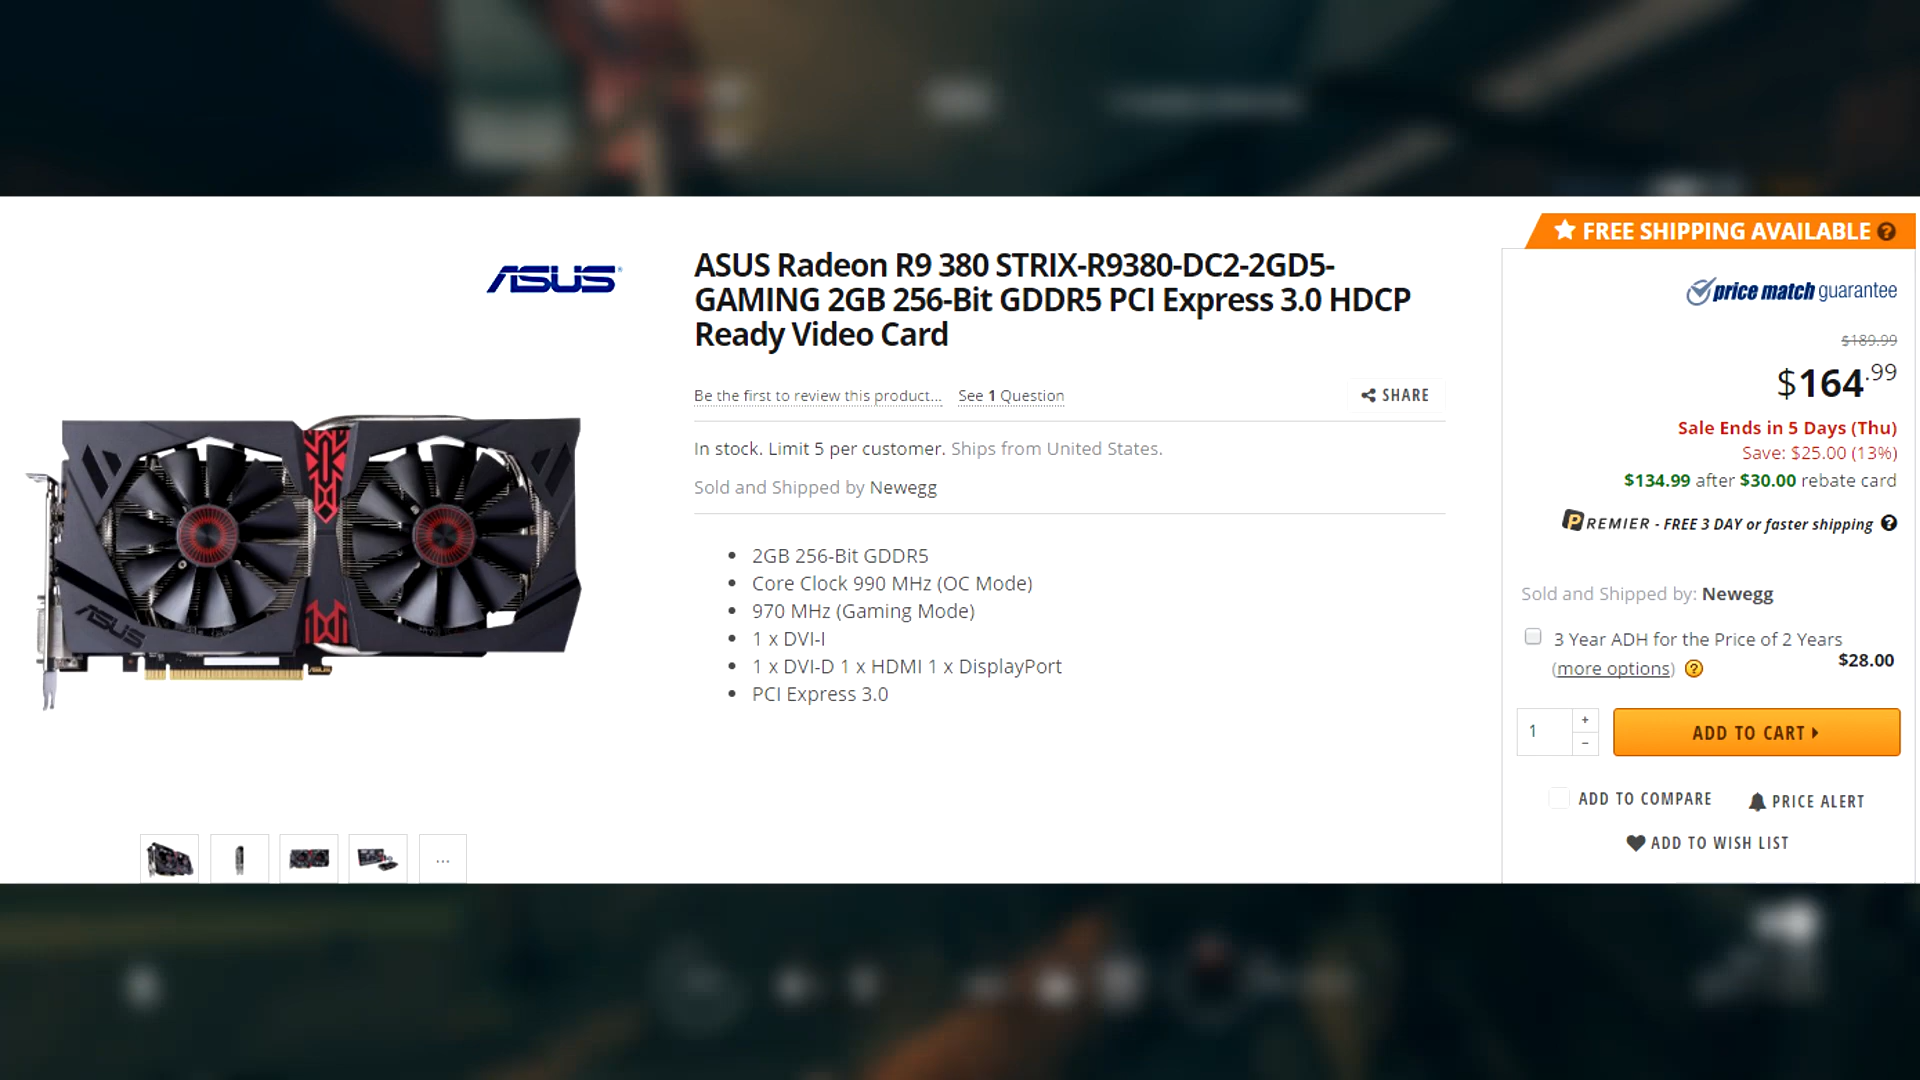 ASUS
ASUS Radeon R9 380 STRIX-R9380-DC2-2GD5-
GAMING 2GB 256-Bit GDDR5 PCI Express 3.0 HDCP
Ready Video Card
Be the first to review this product... See 1 Question
SHARE
In stock. Limit 5 per customer. Ships from United States.
Sold and Shipped by Newegg
2GB 256-Bit GDDR5
Core Clock 990 MHz (OC Mode)
970 MHz (Gaming Mode)
1 x DVI-I
1 x DVI-D 1 x HDMI 1 x DisplayPort
PCI Express 3.0
ASUS
ASUS
...
FREE SHIPPING AVAILABLE ?
price match guarantee
$189.99
$164.99
Sale Ends in 5 Days (Thu)
Save: $25.00 (13%)
$134.99 after $30.00 rebate card
PREMIER - FREE 3 DAY or faster shipping ?
Sold and Shipped by: Newegg
3 Year ADH for the Price of 2 Years
(more options) ?
$28.00
1 + -
ADD TO CART
ADD TO COMPARE
PRICE ALERT
ADD TO WISH LIST